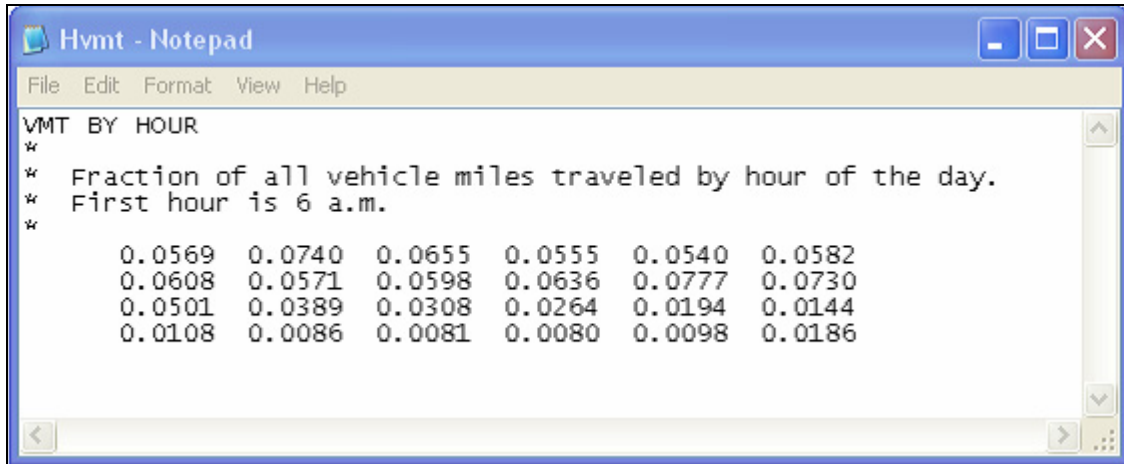 Hvmt - Notepad
File Edit Format View Help
VMT BY HOUR
*
* Fraction of all vehicle miles traveled by hour of the day.
* First hour is 6 a.m.
*
0.0569 0.0740 0.0655 0.0555 0.0540 0.0582
0.0608 0.0571 0.0598 0.0636 0.0777 0.0730
0.0501 0.0389 0.0308 0.0264 0.0194 0.0144
0.0108 0.0086 0.0081 0.0080 0.0098 0.0186